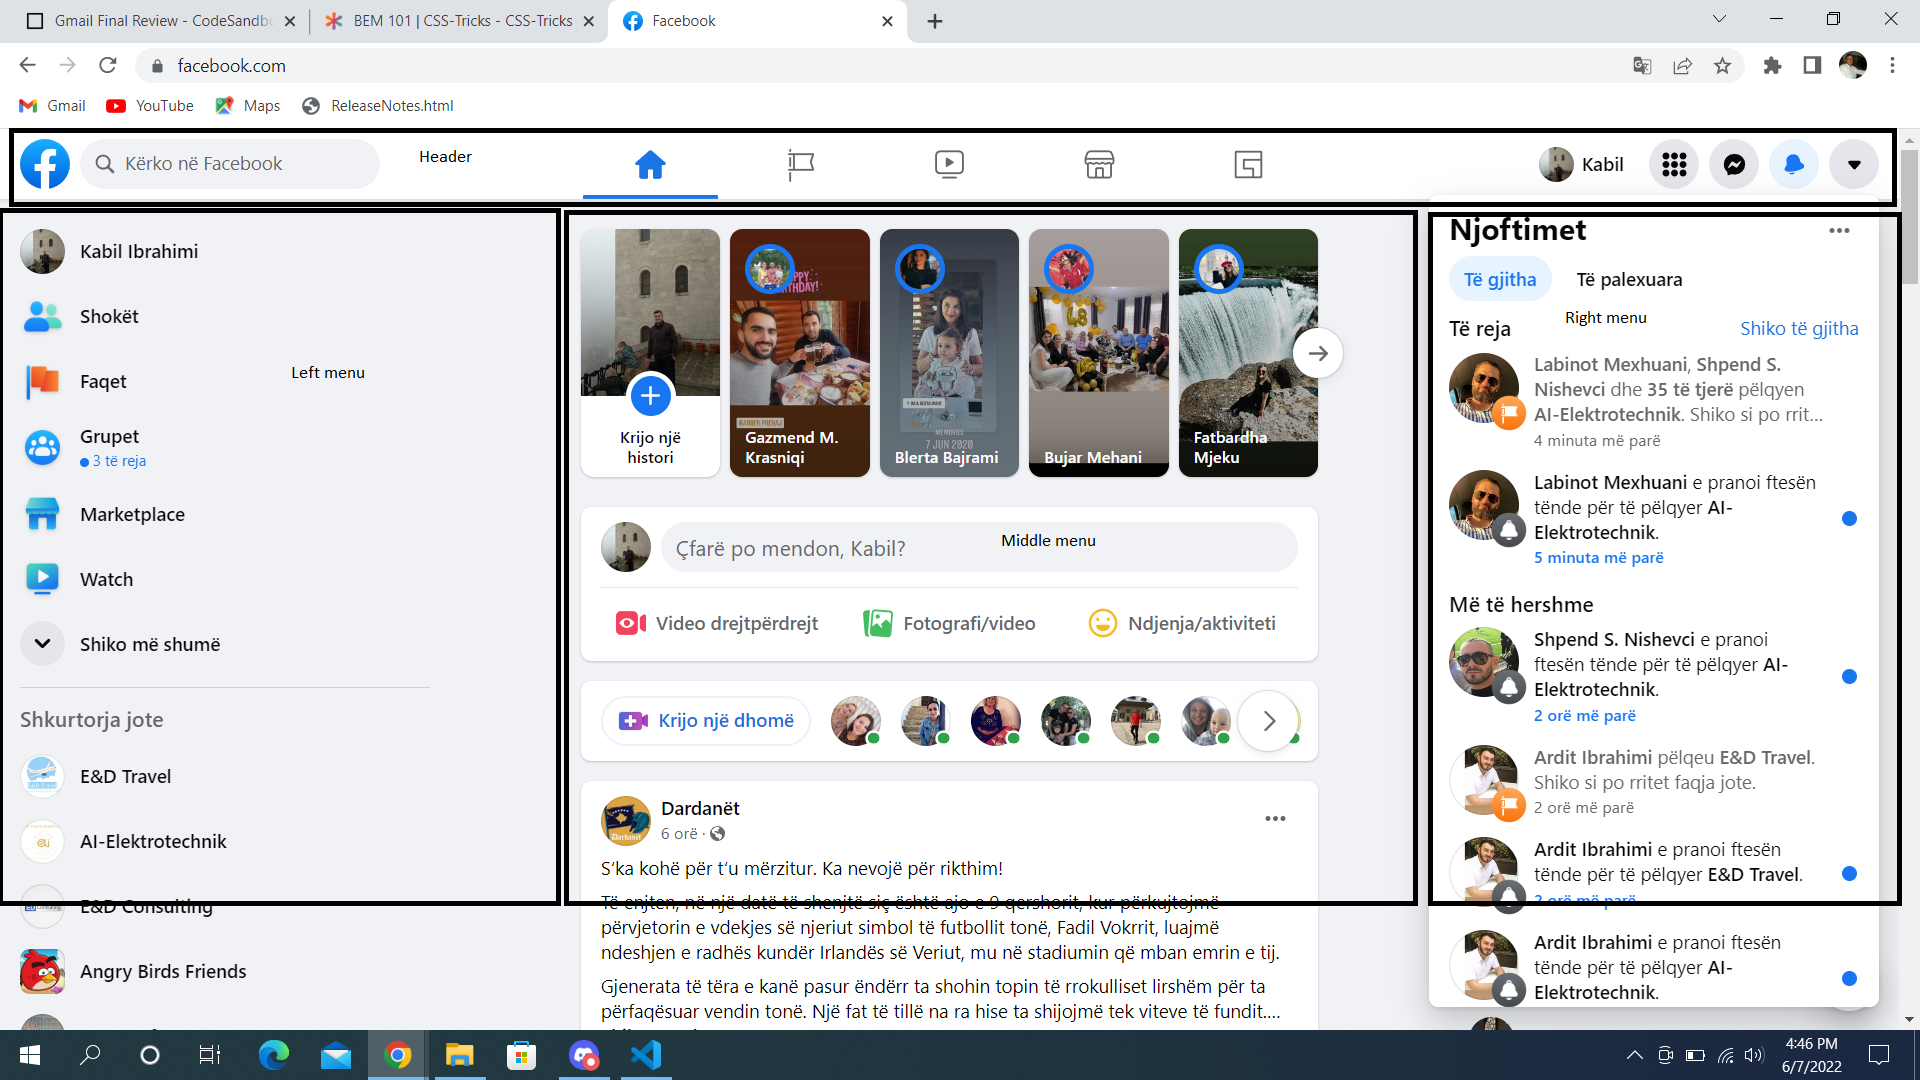 Gmail Final Review - CodeSandb
BEM 101 | CSS-Tricks - CSS-Tricks
Facebook
facebook.com
Gmail
YouTube
Maps
ReleaseNotes.html
Kërko në Facebook
Header
Kabil
Kabil Ibrahimi
Shokët
Faqet
Left menu
Grupet
3 të reja
Marketplace
Watch
Shiko më shumë
Shkurtorja jote
E&D Travel
AI-Elektrotechnik
E&D Consulting
Angry Birds Friends
Krijo një
histori
Gazmend M.
Krasniqi
MEMORIES
7 JUN 2020
Blerta Bajrami
Bujar Mehani
Fatbardha
Mjeku
Çfarë po mendon, Kabil?
Middle menu
Video drejtpërdrejt
Fotografi/video
Ndjenja/aktiviteti
Krijo një dhomë
Dardanët
6 orë ·
S'ka kohë për t'u mërzitur. Ka nevojë për rikthim!
Të enjten, në një datë të shenjtë siç është ajo e 9 qershorit, kur përkujtojmë
përvjetorin e vdekjes së njeriut simbol të futbollit tonë, Fadil Vokrrit, luajmë
ndeshjen e radhës kundër Irlandës së Veriut, mu në stadiumin që mban emrin e tij.
Gjenerata të tëra e kanë pasur ëndërr ta shohin topin të rrokulliset lirshëm për ta
përfaqësuar vendin tonë. Një fat të tillë na ra hise ta shijojmë tek viteve të fundit....
Njoftimet
Të gjitha
Të palexuara
Right menu
Të reja
Shiko të gjitha
Labinot Mexhuani, Shpend S.
Nishevci dhe 35 të tjerë pëlqyen
AI-Elektrotechnik. Shiko si po rrit...
4 minuta më parë
Labinot Mexhuani e pranoi ftesën
tënde për të pëlqyer AI-
Elektrotechnik.
5 minuta më parë
Më të hershme
Shpend S. Nishevci e pranoi
ftesën tënde për të pëlqyer AI-
Elektrotechnik.
2 orë më parë
Ardit Ibrahimi pëlqeu E&D Travel.
Shiko si po rritet faqja jote.
2 orë më parë
Ardit Ibrahimi e pranoi ftesën
tënde për të pëlqyer E&D Travel.
2 orë më parë
Ardit Ibrahimi e pranoi ftesën
tënde për të pëlqyer AI-
Elektrotechnik.
4:46 PM
6/7/2022